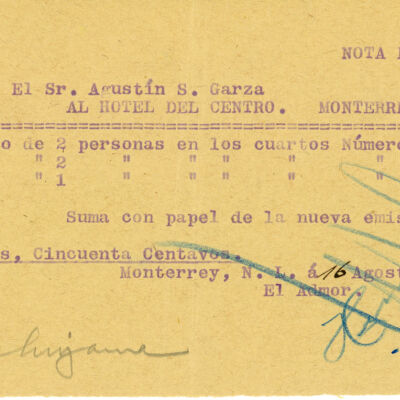 NOTA
El Sr. Agustín S. Garza
AL HOTEL DEL CENTRO. MONTERRE
=================================
o de 2 personas en los cuartos Número
" 2 " " " " "
" 1 " " " " "
Suma con papel de la nueva emis
s, Cincuenta Centavos.
Monterrey, N. L. á 16 Agost
El Admor.